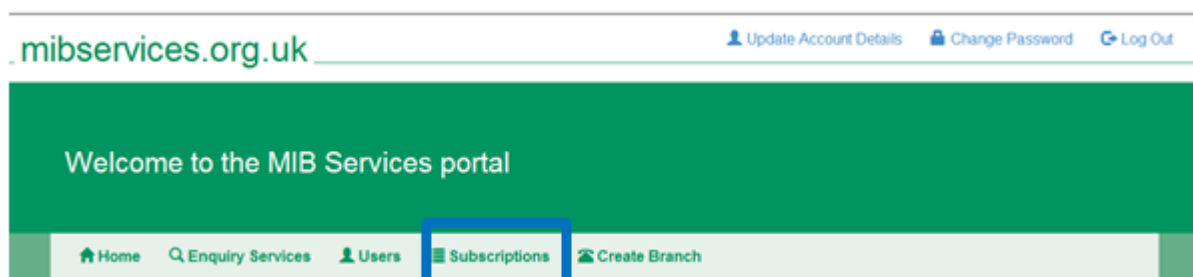 mibservices.org.uk
Update Account Details Change Password Log Out
Welcome to the MIB Services portal
Home Enquiry Services Users Subscriptions Create Branch